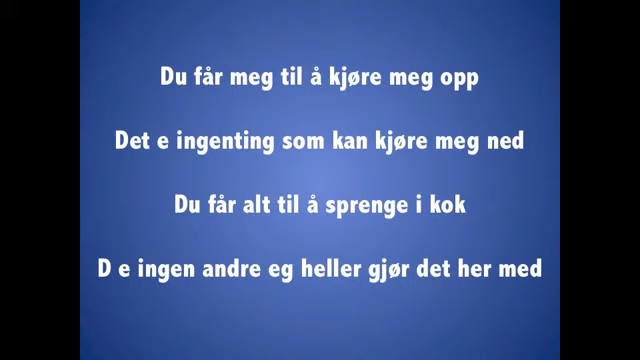 Du får meg til å kjøre meg opp
Det e ingenting som kan kjøre meg ned
Du får alt til å sprenge i kok
D e ingen andre eg heller gjør det her med